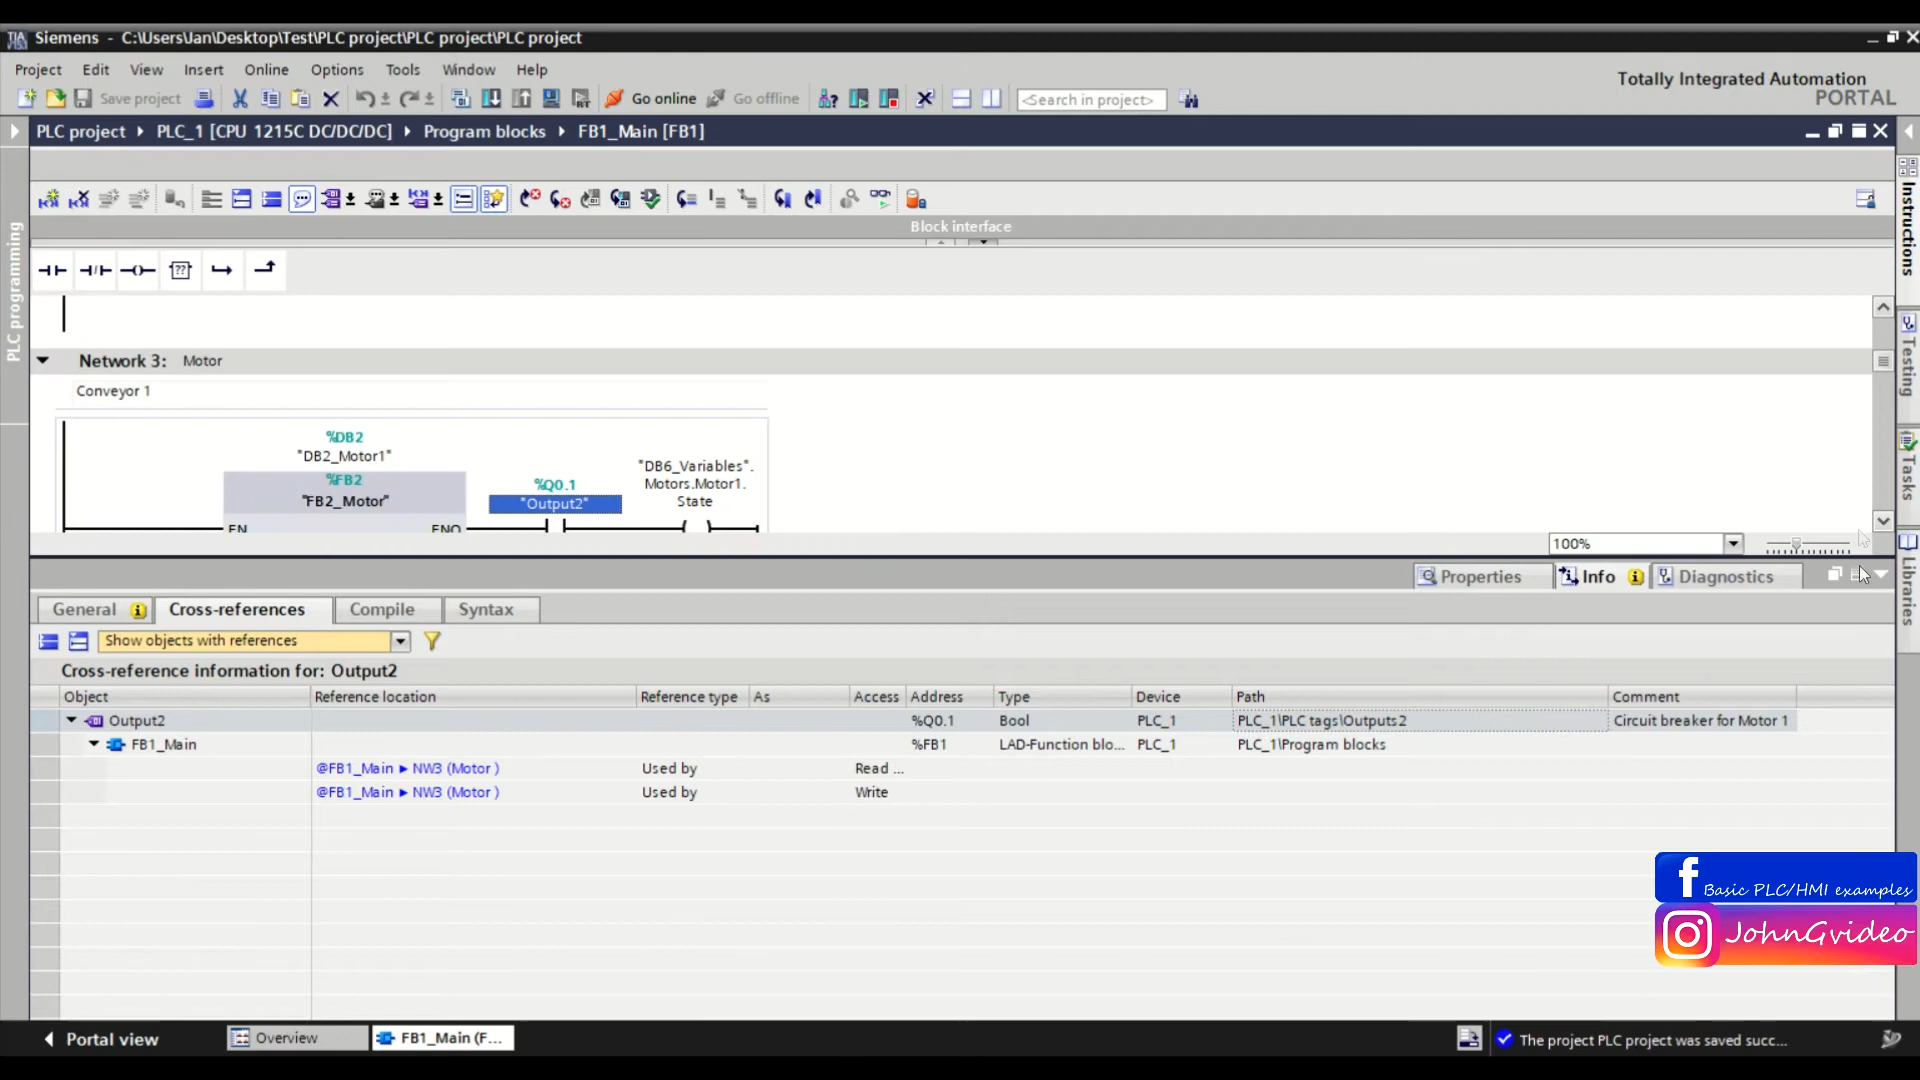 Siemens - C:\Users\Jan\Desktop\Test\PLC project\PLC project\PLC project
Project Edit View Insert Online Options Tools Window Help
Totally Integrated Automation
PORTAL
Save project Go online Go offline <Search in project>
PLC project PLC_1 [CPU 1215C DC/DC/DC] Program blocks FB1_Main [FB1]
Block interface
PLC programming
Instructions
Testing
Tasks
Libraries
Network 3: Motor
Conveyor 1
%DB2
"DB2_Motor1"
%FB2
"FB2_Motor"
EN ENO
%Q0.1
"Output2"
"DB6_Variables".
Motors.Motor1.
State
100%
Properties Info Diagnostics
General Cross-references Compile Syntax
Show objects with references
Cross-reference information for: Output2
Object Reference location Reference type As Access Address Type Device Path Comment
Output2 %Q0.1 Bool PLC_1 PLC_1\PLC tags\Outputs2 Circuit breaker for Motor 1
FB1_Main %FB1 LAD-Function blo... PLC_1 PLC_1\Program blocks
@FB1_Main ▶ NW3 (Motor ) Used by Read ...
@FB1_Main ▶ NW3 (Motor ) Used by Write
f Basic PLC/HMI examples
JohnGvideo
Portal view Overview FB1_Main (F... The project PLC project was saved succ...